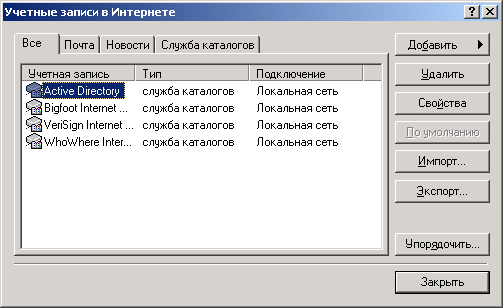 Учетные записи в Интернете
Все Почта Новости Служба каталогов
Учетная запись Тип Подключение
Active Directory служба каталогов Локальная сеть
Bigfoot Internet ... служба каталогов Локальная сеть
VeriSign Internet ... служба каталогов Локальная сеть
WhoWhere Inter... служба каталогов Локальная сеть
Добавить
Удалить
Свойства
По умолчанию
Импорт...
Экспорт...
Упорядочить...
Закрыть